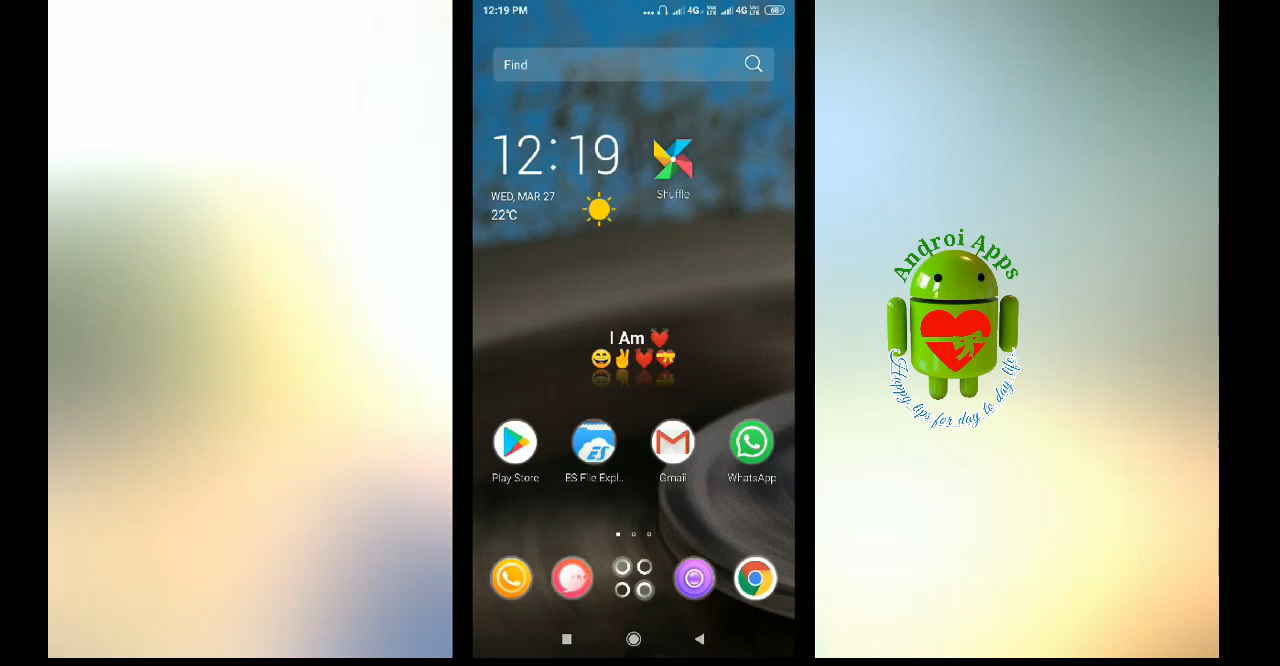 12:19 PM
4G
4G
68
Find
12:19
Shuffle
WED, MAR 27
22℃
I Am 💓
😄✌💓💝
Play Store
ES File Expl..
Gmail
WhatsApp
Androi Apps
Happy tips for day to day life.